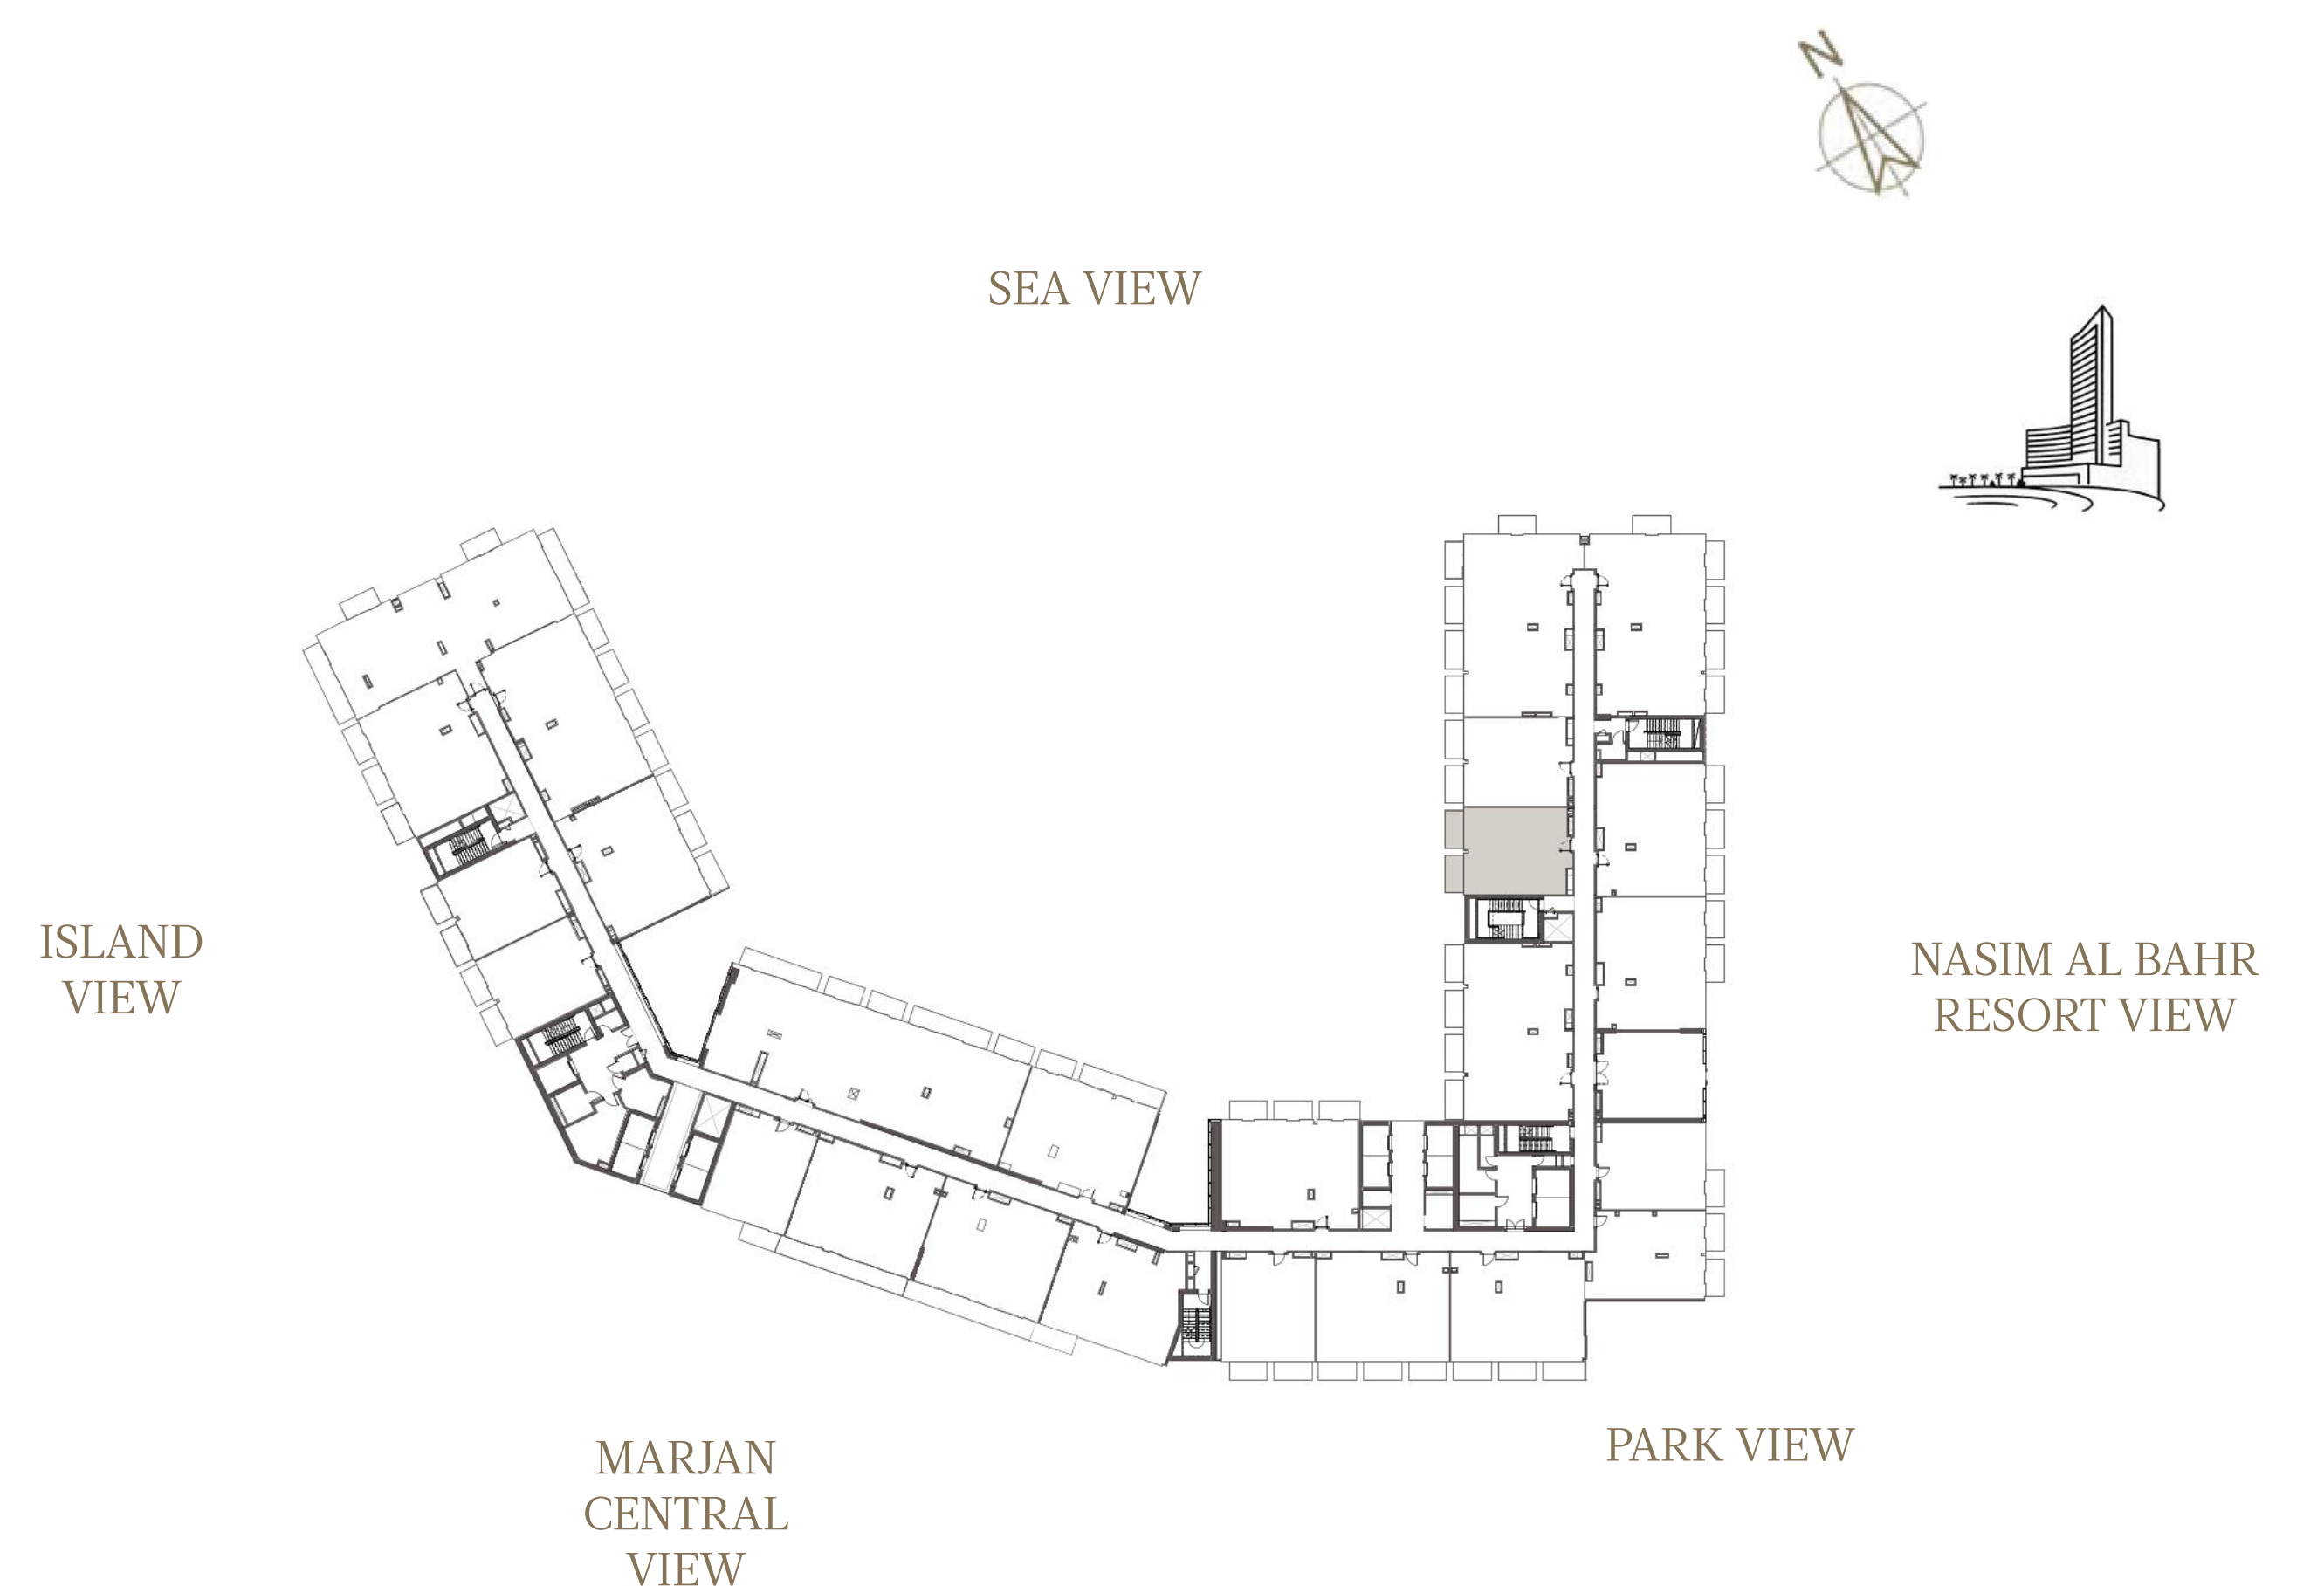 N
SEA VIEW
ISLAND
VIEW
NASIM AL BAHR
RESORT VIEW
PARK VIEW
MARJAN
CENTRAL
VIEW